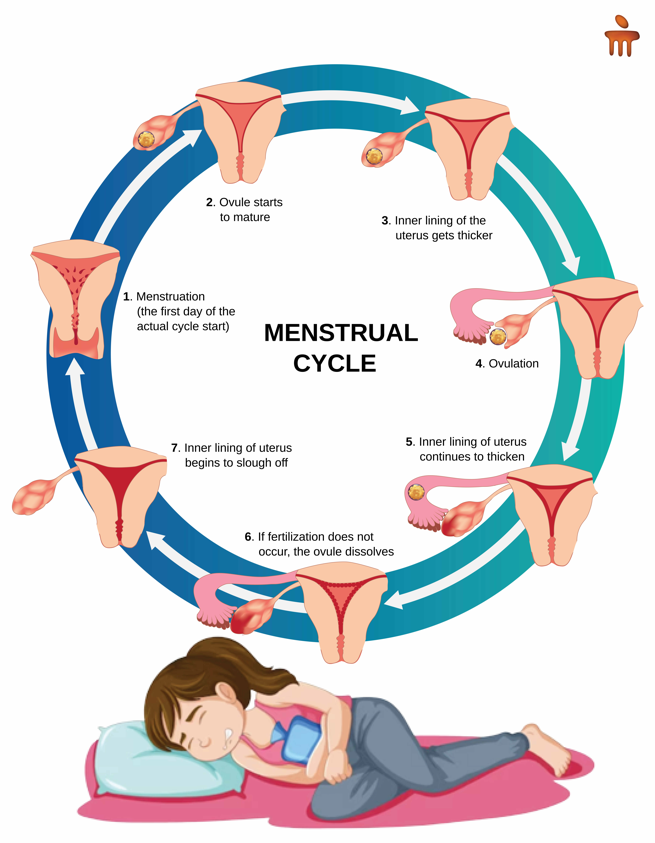 2. Ovule starts
to mature
3. Inner lining of the
uterus gets thicker
1. Menstruation
(the first day of the
actual cycle start)
MENSTRUAL
CYCLE
4. Ovulation
5. Inner lining of uterus
continues to thicken
7. Inner lining of uterus
begins to slough off
6. If fertilization does not
occur, the ovule dissolves